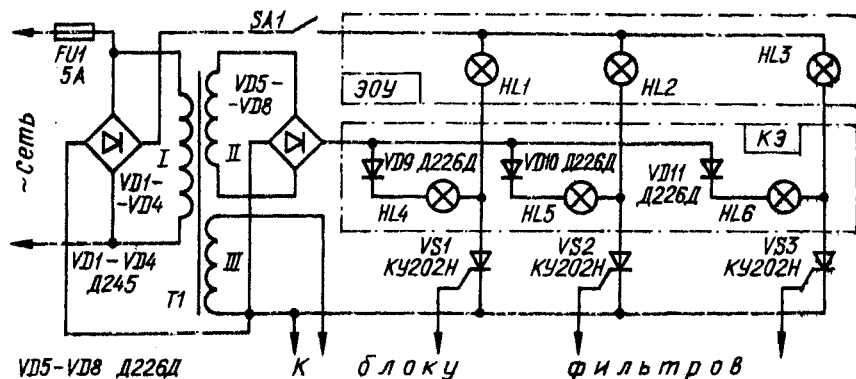 SA1
FU1
5А
~Сеть
VD1-
-VD4
I
II
III
VD5-
-VD8
ЭОУ
HL1
HL2
HL3
КЭ
VD9 Д226Д
VD10 Д226Д
VD11
Д226Д
HL4
HL5
HL6
VS1
КУ202Н
VS2
КУ202Н
VS3
КУ202Н
VD1-VD4
Д245
T1
VD5-VD8 Д226Д
К блоку фильтров